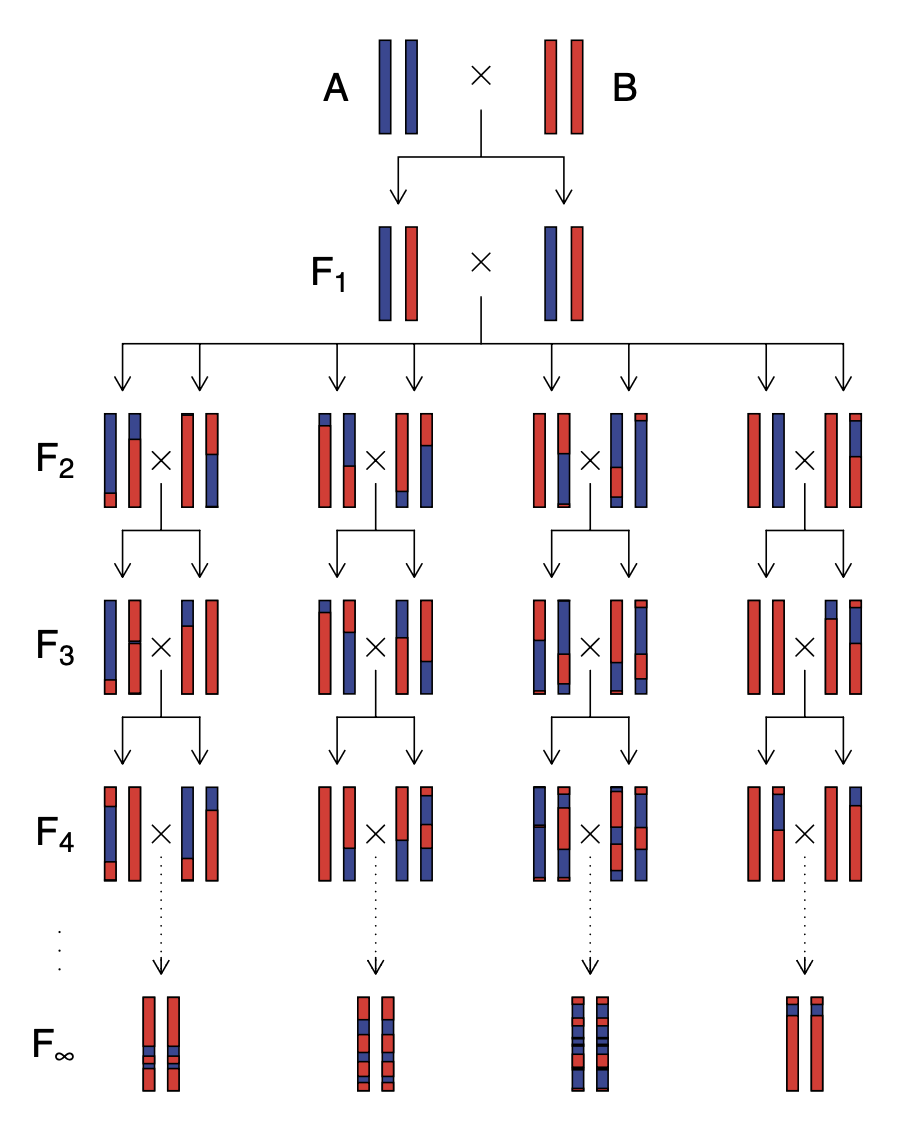 A × B
F₁ ×
F₂ × × × ×
F₃ × × × ×
F₄ × × × ×
F∞